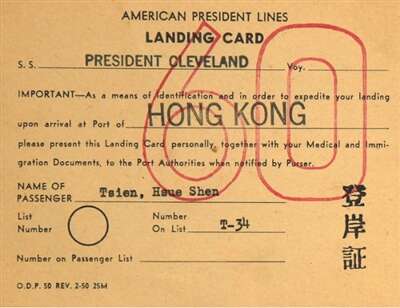 AMERICAN PRESIDENT LINES
LANDING CARD
S. S. PRESIDENT CLEVELAND Voy.
IMPORTANT—As a means of identification and in order to expedite your landing
upon arrival at Port of HONG KONG
please present this Landing Card personally, together with your Medical and Immi-
gration Documents, to the Port Authorities when notified by Purser.
60
NAME OF
PASSENGER Tsien, Hsue Shen
List
Number
Number
On List T-34
Number on Passenger List
登岸証
O.D.P. 50 REV. 2-50 25M